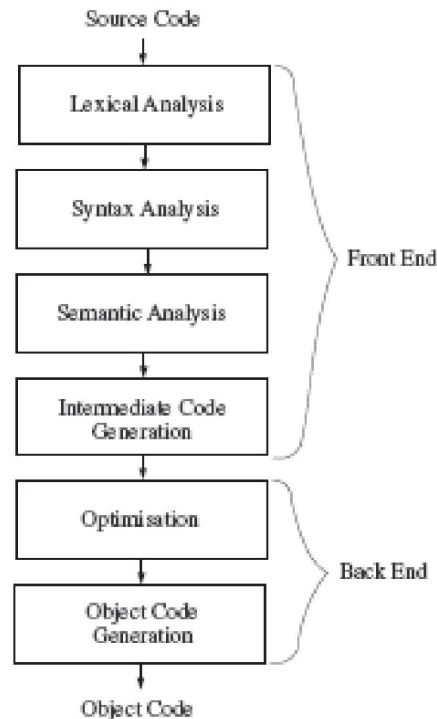 Source Code
Lexical Analysis
Syntax Analysis
Front End
Semantic Analysis
Intermediate Code
Generation
Optimisation
Back End
Object Code
Generation
Object Code